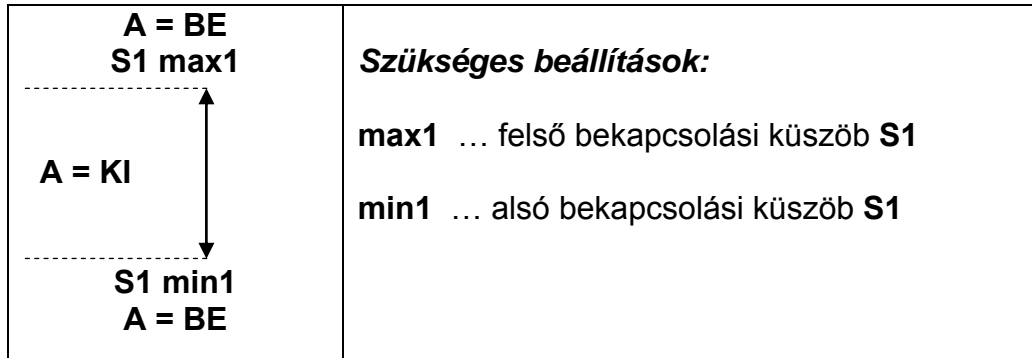 A = BE
S1 max1
A = KI
S1 min1
A = BE
Szükséges beállítások:
max1 … felső bekapcsolási küszöb S1
min1 … alsó bekapcsolási küszöb S1